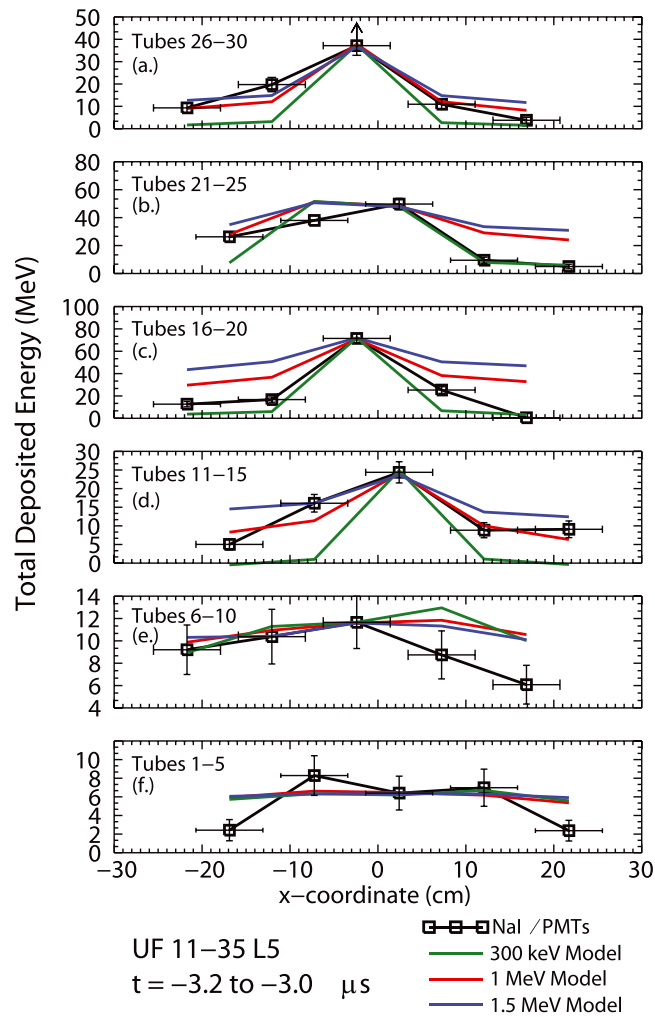 Total Deposited Energy (MeV)
Tubes 26−30
(a.)
50
40
30
20
10
0
Tubes 21−25
(b.)
80
60
40
20
0
Tubes 16−20
(c.)
100
80
60
40
20
0
Tubes 11−15
(d.)
30
25
20
15
10
5
0
Tubes 6−10
(e.)
14
12
10
8
6
4
Tubes 1−5
(f.)
10
8
6
4
2
0
−30 −20 −10 0 10 20 30
x−coordinate (cm)
UF 11−35 L5
t = −3.2 to −3.0 μs
NaI /PMTs
300 keV Model
1 MeV Model
1.5 MeV Model